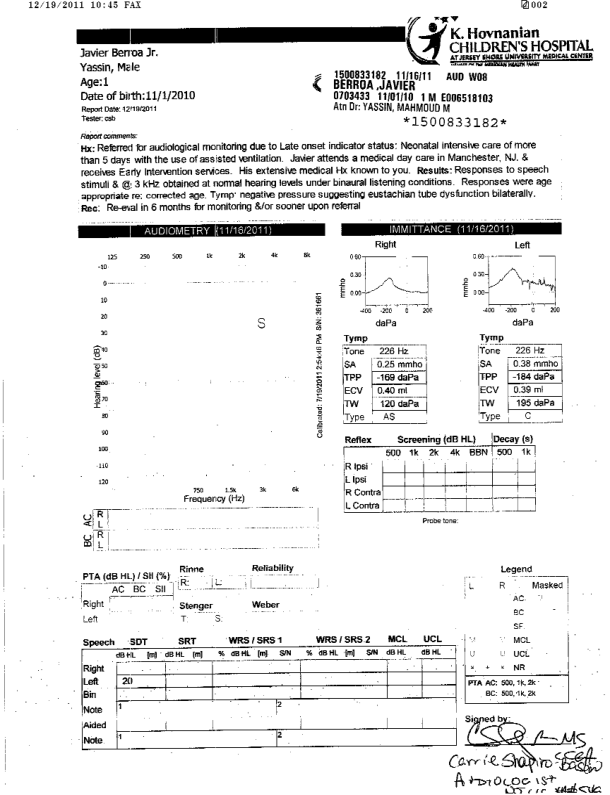 12/19/2011 10:45 FAX
002
K. Hovnanian
CHILDREN'S HOSPITAL
AT JERSEY SHORE UNIVERSITY MEDICAL CENTER
Javier Berroa Jr.
Yassin, Male
Age:1
Date of birth:11/1/2010
Report Date: 12/19/2011
Tester: csb
1500833182 11/16/11 AUD W08
BERROA ,JAVIER
0703433 11/01/10 1 M E006518103
Atn Dr: YASSIN, MAHMOUD M
*1500833182*
Report comments:
Hx: Referred for audiological monitoring due to Late onset indicator status: Neonatal intensive care of more
than 5 days with the use of assisted ventilation. Javier attends a medical day care in Manchester, NJ. &
receives Early Intervention services. His extensive medical Hx known to you. Results: Responses to speech
stimuli & @ 3 kHz obtained at normal hearing levels under binaural listening conditions. Responses were age
appropriate re: corrected age. Tymp: negative pressure suggesting eustachian tube dysfunction bilaterally.
Rec: Re-eval in 6 months for monitoring &/or sooner upon referral
AUDIOMETRY (11/16/2011)
125 250 500 1k 2k 4k 8k
-10
0
10
20
30
40
50
60
70
80
90
100
110
120
S
Hearing level (dB)
750 1.5k 3k 6k
Frequency (Hz)
Calibrated: 7/19/2011 2:54:46 PM S/N: 361661
IMMITTANCE (11/16/2011)
Right Left
mmho 0.60 0.30 0.00
-400 -200 0 200
daPa
mmho 0.60 0.30 0.00
-400 -200 0 200
daPa
Tymp
Tone 226 Hz
SA 0.25 mmho
TPP -169 daPa
ECV 0.40 ml
TW 120 daPa
Type AS
Tymp
Tone 226 Hz
SA 0.38 mmho
TPP -184 daPa
ECV 0.39 ml
TW 195 daPa
Type C
Reflex Screening (dB HL) Decay (s)
500 1k 2k 4k BBN 500 1k
R Ipsi
L Ipsi
R Contra
L Contra
Probe tone:
AC R
L
BC R
L
PTA (dB HL) / SII (%)
AC BC SII
Right
Left
Rinne
R: L:
Reliability
Stenger Weber
T: S:
Legend
L R Masked
AC
BC
SF
MCL
UCL
NR
PTA AC: 500, 1k, 2k
BC: 500, 1k, 2k
Speech SDT SRT WRS / SRS 1 WRS / SRS 2 MCL UCL
dB HL [m] dB HL [m] % dB HL [m] S/N % dB HL [m] S/N dB HL dB HL
Right
Left 20
Bin
Note 1 2
Aided
Note 1 2
Signed by:
MS
Carrie Shapiro
Audiologist